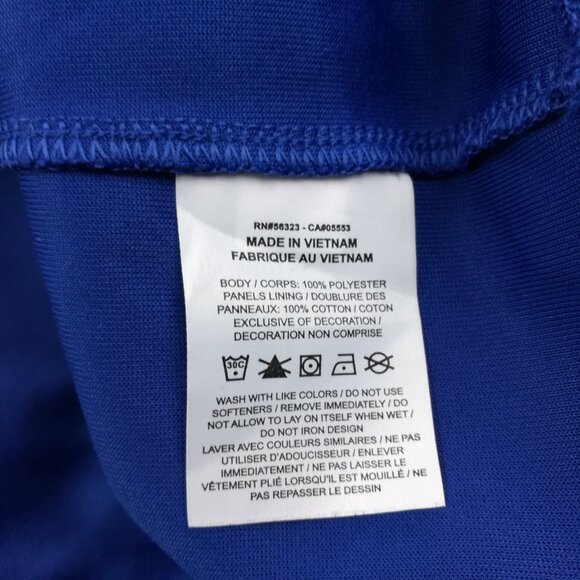 RN#56323 - CA#05553
MADE IN VIETNAM
FABRIQUE AU VIETNAM
BODY / CORPS: 100% POLYESTER
PANELS LINING / DOUBLURE DES
PANNEAUX: 100% COTTON / COTON
EXCLUSIVE OF DECORATION /
DECORATION NON COMPRISE
30C
WASH WITH LIKE COLORS / DO NOT USE
SOFTENERS / REMOVE IMMEDIATELY / DO
NOT ALLOW TO LAY ON ITSELF WHEN WET /
DO NOT IRON DESIGN
LAVER AVEC COULEURS SIMILAIRES / NE PAS
UTILISER D'ADOUCISSEUR / ENLEVER
IMMEDIATEMENT / NE PAS LAISSER LE
VÊTEMENT PLIÉ LORSQU'IL EST MOUILLÉ / NE
PAS REPASSER LE DESSIN